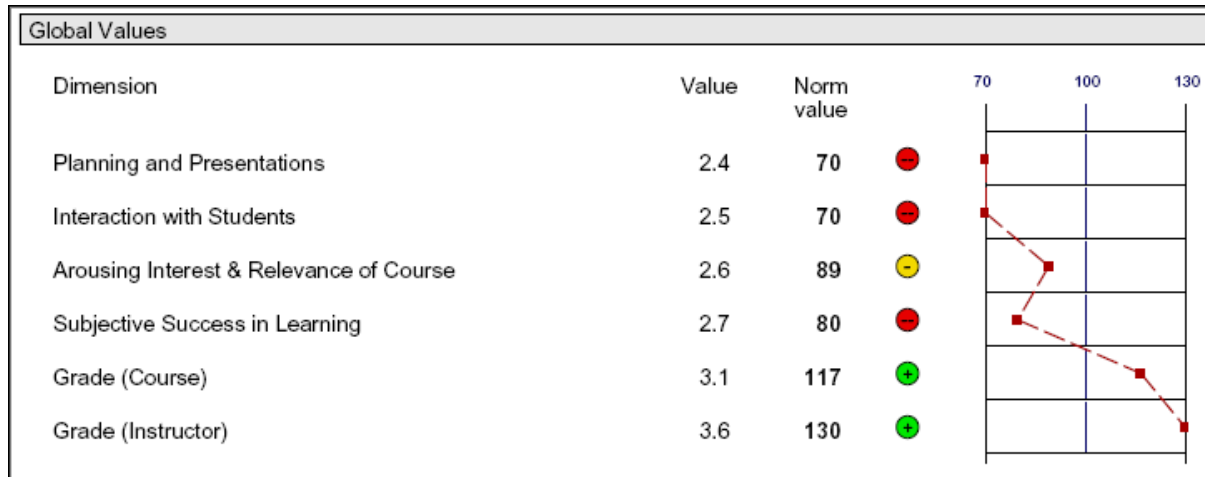 Global Values
Dimension Value Norm value 70 100 130
Planning and Presentations 2.4 70 --
Interaction with Students 2.5 70 --
Arousing Interest & Relevance of Course 2.6 89 -
Subjective Success in Learning 2.7 80 --
Grade (Course) 3.1 117 +
Grade (Instructor) 3.6 130 +